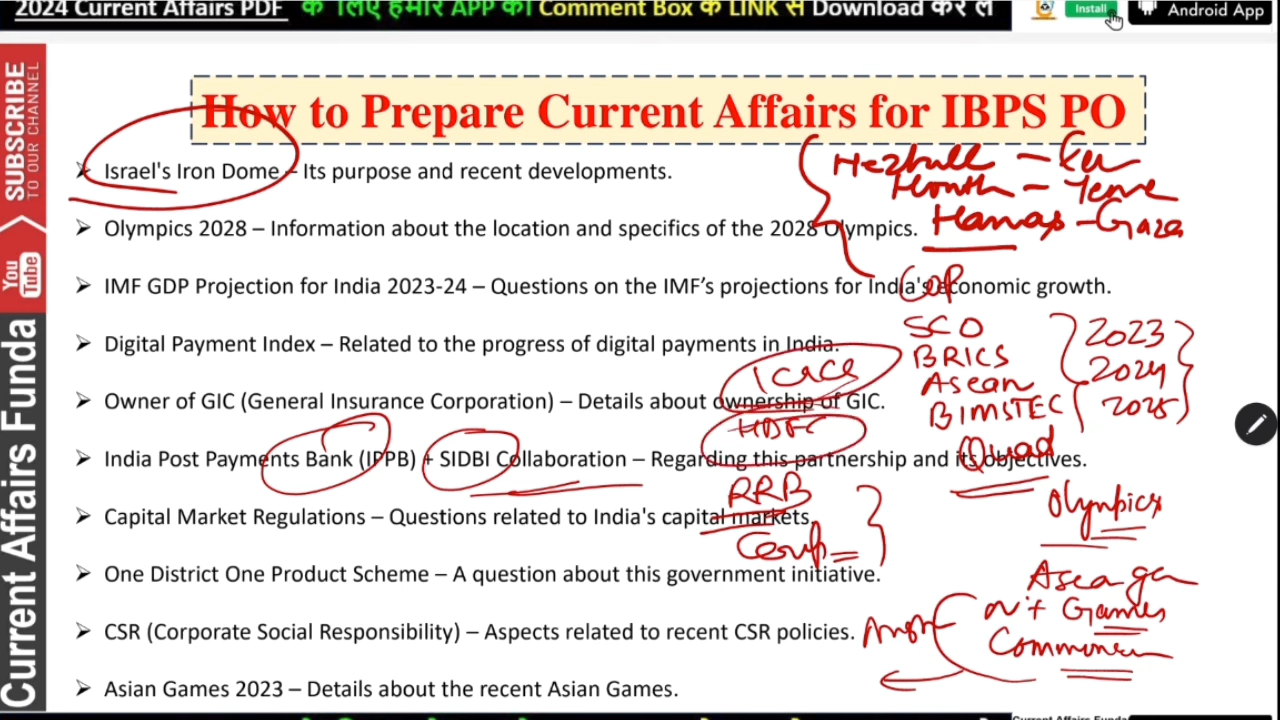 2024 Current Affairs PDF के लिए हमारे APP को Comment Box के LINK से Download कर लें
Install
Android App
SUBSCRIBE
TO OUR CHANNEL
YouTube
Current Affairs Funda
How to Prepare Current Affairs for IBPS PO
Israel's Iron Dome – Its purpose and recent developments.
Olympics 2028 – Information about the location and specifics of the 2028 Olympics.
IMF GDP Projection for India 2023-24 – Questions on the IMF's projections for India's economic growth.
Digital Payment Index – Related to the progress of digital payments in India.
Owner of GIC (General Insurance Corporation) – Details about ownership of GIC.
India Post Payments Bank (IPPB) + SIDBI Collaboration – Regarding this partnership and its objectives.
Capital Market Regulations – Questions related to India's capital markets.
One District One Product Scheme – A question about this government initiative.
CSR (Corporate Social Responsibility) – Aspects related to recent CSR policies.
Asian Games 2023 – Details about the recent Asian Games.
Hamas - Gaza
COP
SCO
BRICS
Asean
BIMSTEC
Quad
2023
2024
2025
HDFC
RRB
Olympics
Games
Current Affairs Funda